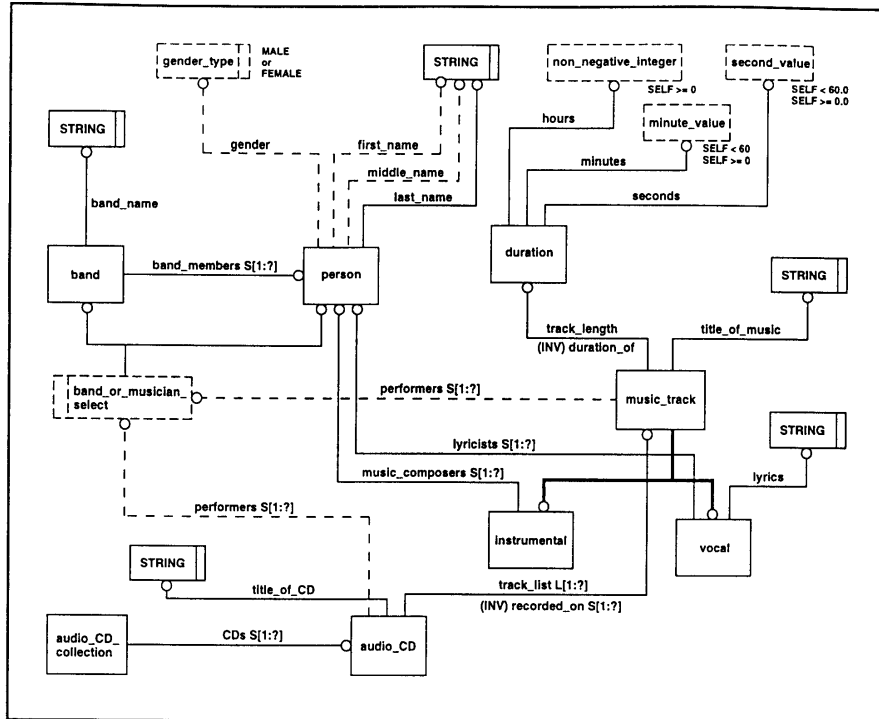 gender_type
MALE
or
FEMALE
STRING
non_negative_integer
SELF >= 0
second_value
SELF < 60.0
SELF >= 0.0
STRING
minute_value
SELF < 60
SELF >= 0
hours
gender
first_name
middle_name
last_name
minutes
seconds
band_name
band
band_members S[1:?]
person
duration
STRING
track_length
(INV) duration_of
title_of_music
band_or_musician_
select
performers S[1:?]
music_track
STRING
lyricists S[1:?]
music_composers S[1:?]
lyrics
performers S[1:?]
instrumental
vocal
STRING
title_of_CD
track_list L[1:?]
(INV) recorded_on S[1:?]
audio_CD_
collection
CDs S[1:?]
audio_CD